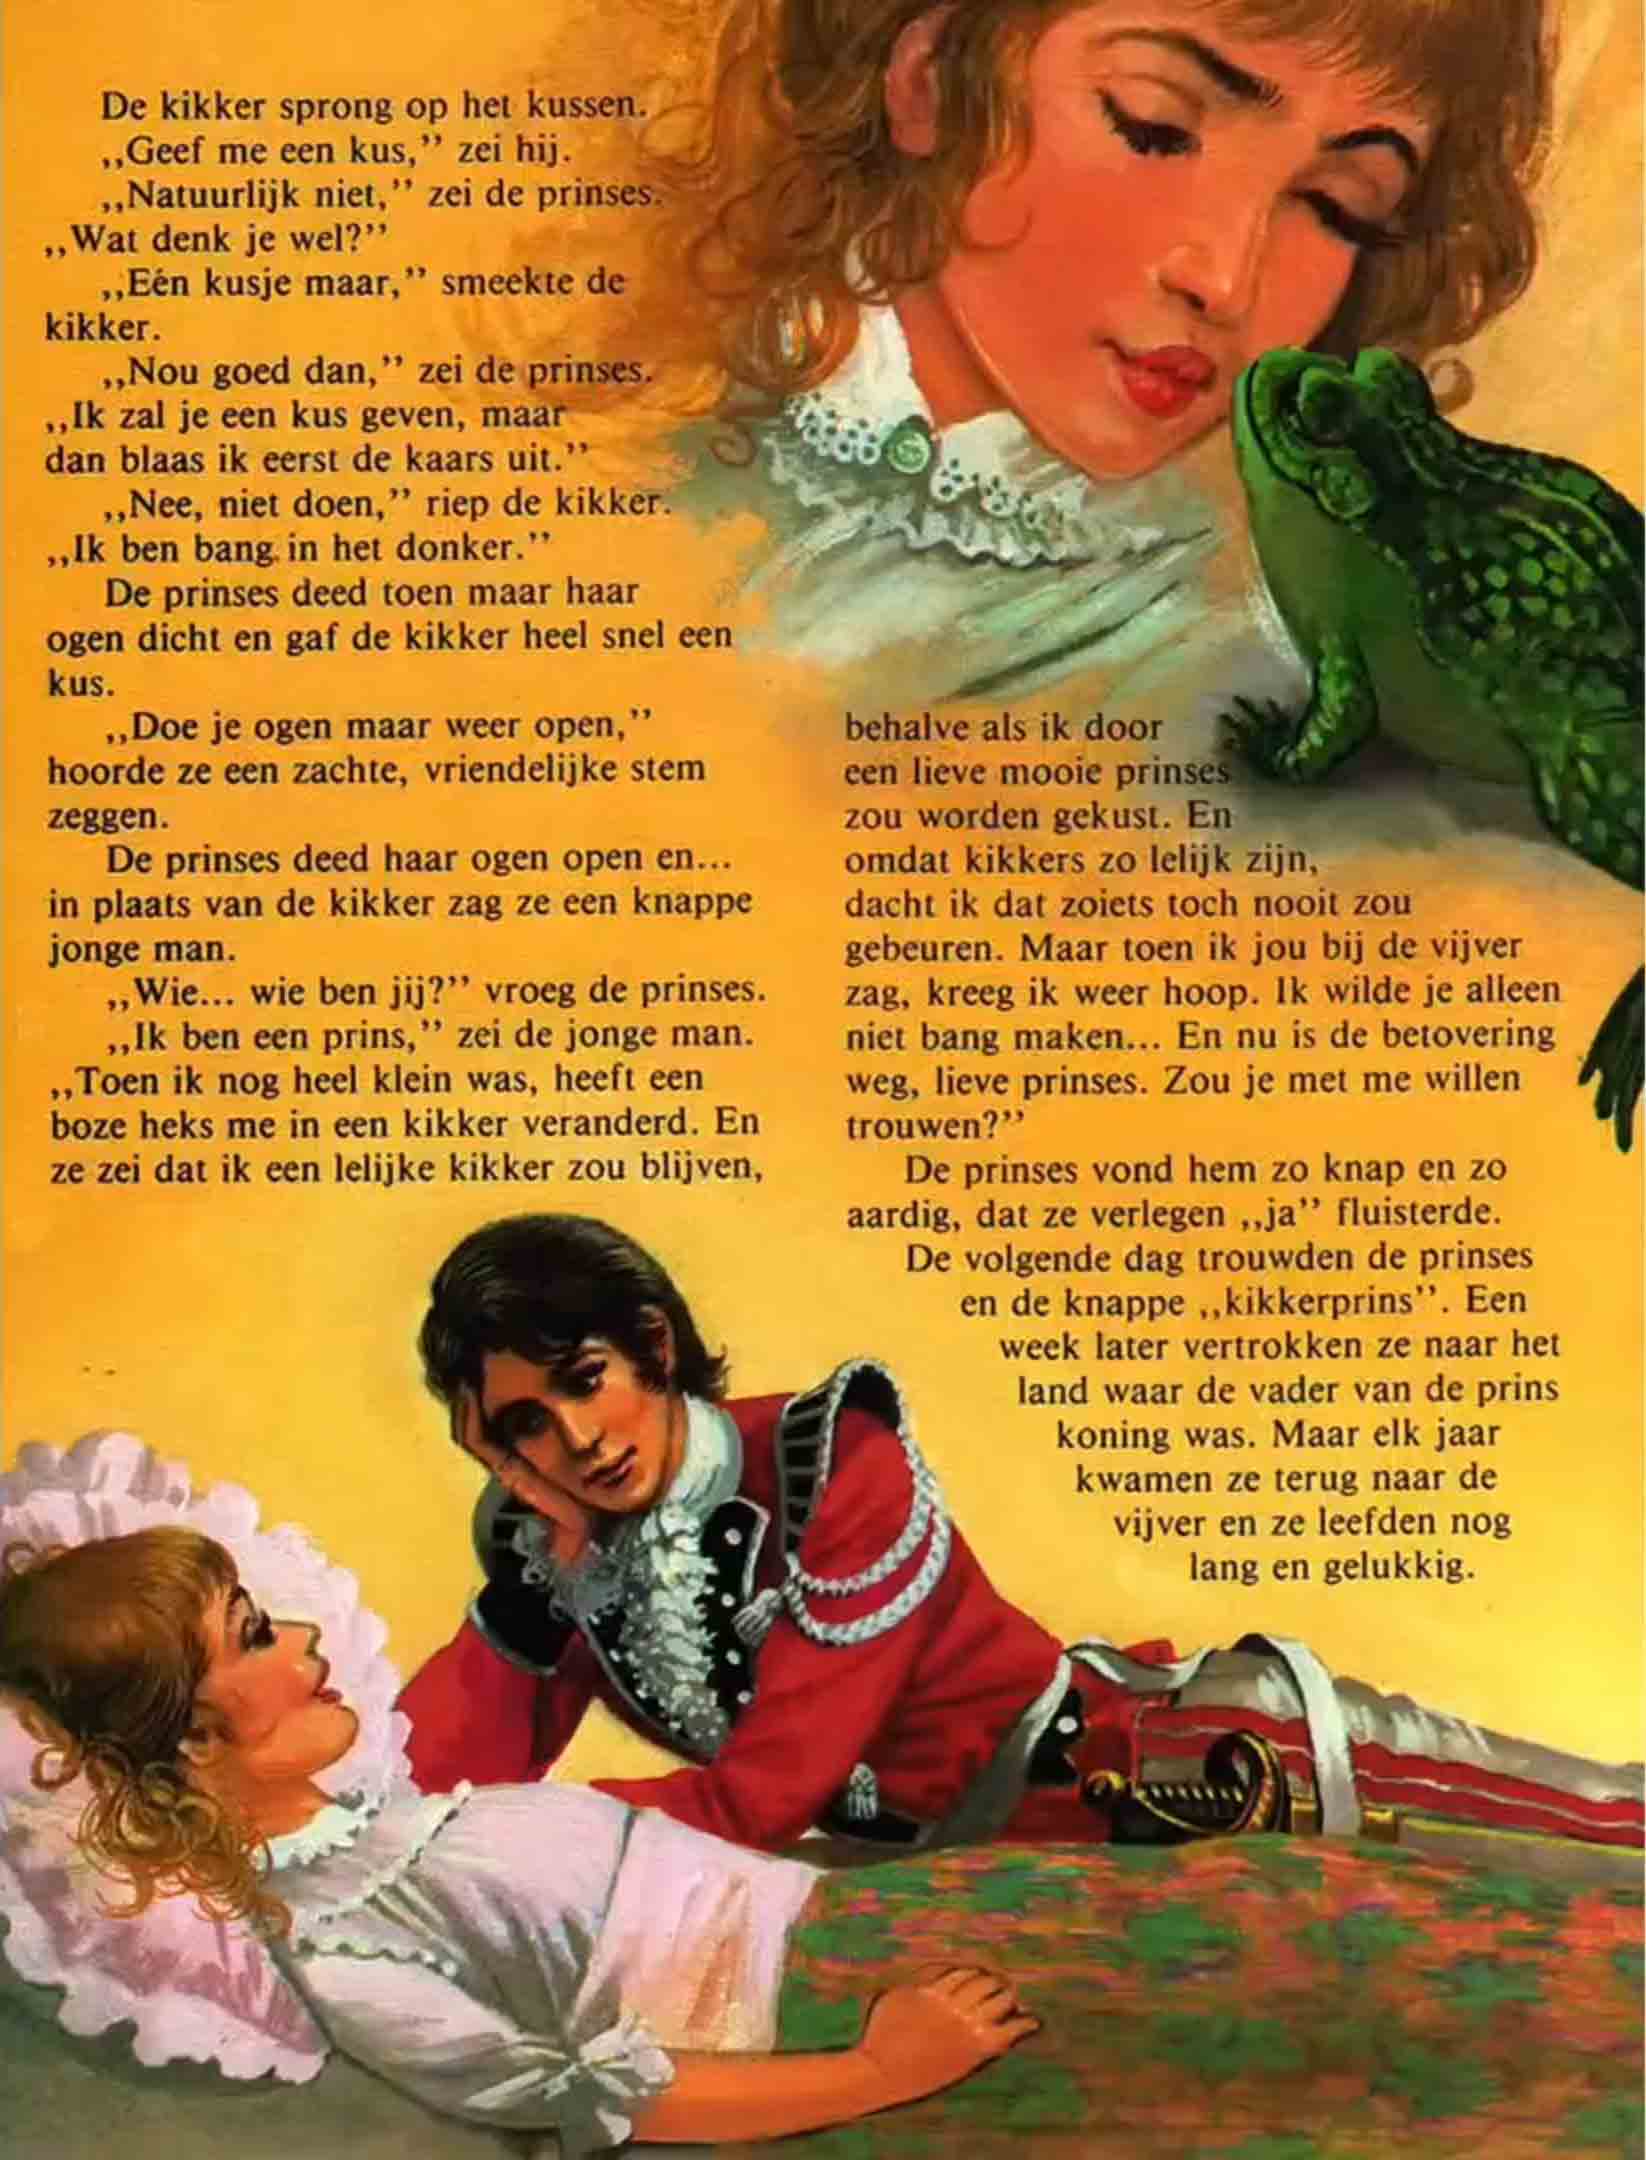 De kikker sprong op het kussen.
,,Geef me een kus,” zei hij.
,,Natuurlijk niet,” zei de prinses.
,,Wat denk je wel?”
,,Eén kusje maar,” smeekte de
kikker.
,,Nou goed dan,” zei de prinses.
,,Ik zal je een kus geven, maar
dan blaas ik eerst de kaars uit.”
,,Nee, niet doen,” riep de kikker.
,,Ik ben bang in het donker.”
De prinses deed toen maar haar
ogen dicht en gaf de kikker heel snel een
kus.
,,Doe je ogen maar weer open,”
hoorde ze een zachte, vriendelijke stem
zeggen.
De prinses deed haar ogen open en...
in plaats van de kikker zag ze een knappe
jonge man.
,,Wie... wie ben jij?” vroeg de prinses.
,,Ik ben een prins,” zei de jonge man.
,,Toen ik nog heel klein was, heeft een
boze heks me in een kikker veranderd. En
ze zei dat ik een lelijke kikker zou blijven,
behalve als ik door
een lieve mooie prinses
zou worden gekust. En
omdat kikkers zo lelijk zijn,
dacht ik dat zoiets toch nooit zou
gebeuren. Maar toen ik jou bij de vijver
zag, kreeg ik weer hoop. Ik wilde je alleen
niet bang maken... En nu is de betovering
weg, lieve prinses. Zou je met me willen
trouwen?”
De prinses vond hem zo knap en zo
aardig, dat ze verlegen ,,ja” fluisterde.
De volgende dag trouwden de prinses
en de knappe ,,kikkerprins”. Een
week later vertrokken ze naar het
land waar de vader van de prins
koning was. Maar elk jaar
kwamen ze terug naar de
vijver en ze leefden nog
lang en gelukkig.